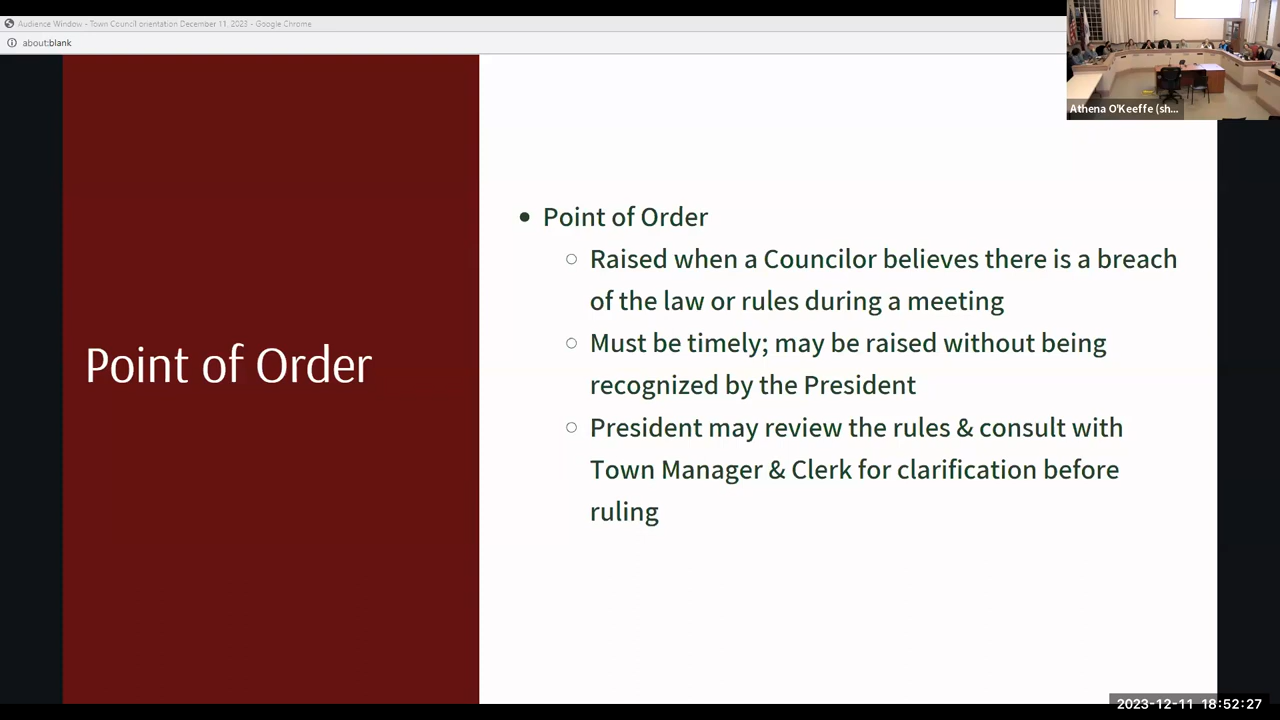 Audience Window - Town Council orientation December 11, 2023 - Google Chrome
about:blank
Athena O'Keeffe (sh...
Point of Order
• Point of Order
○ Raised when a Councilor believes there is a breach
of the law or rules during a meeting
○ Must be timely; may be raised without being
recognized by the President
○ President may review the rules & consult with
Town Manager & Clerk for clarification before
ruling
2023-12-11 18:52:27